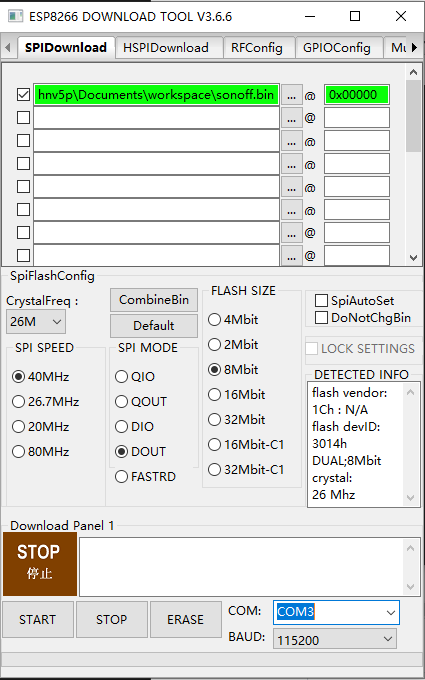 ESP8266 DOWNLOAD TOOL V3.6.6
SPIDownload HSPIDownload RFConfig GPIOConfig Mu
hnv5p\Documents\workspace\sonoff.bin ... @ 0x00000
... @
... @
... @
... @
... @
... @
... @
SpiFlashConfig
CrystalFreq :
26M
CombineBin
Default
SPI SPEED
40MHz
26.7MHz
20MHz
80MHz
SPI MODE
QIO
QOUT
DIO
DOUT
FASTRD
FLASH SIZE
4Mbit
2Mbit
8Mbit
16Mbit
32Mbit
16Mbit-C1
32Mbit-C1
SpiAutoSet
DoNotChgBin
LOCK SETTINGS
DETECTED INFO
flash vendor:
1Ch : N/A
flash devID:
3014h
DUAL;8Mbit
crystal:
26 Mhz
Download Panel 1
STOP
停止
START STOP ERASE
COM: COM3
BAUD: 115200